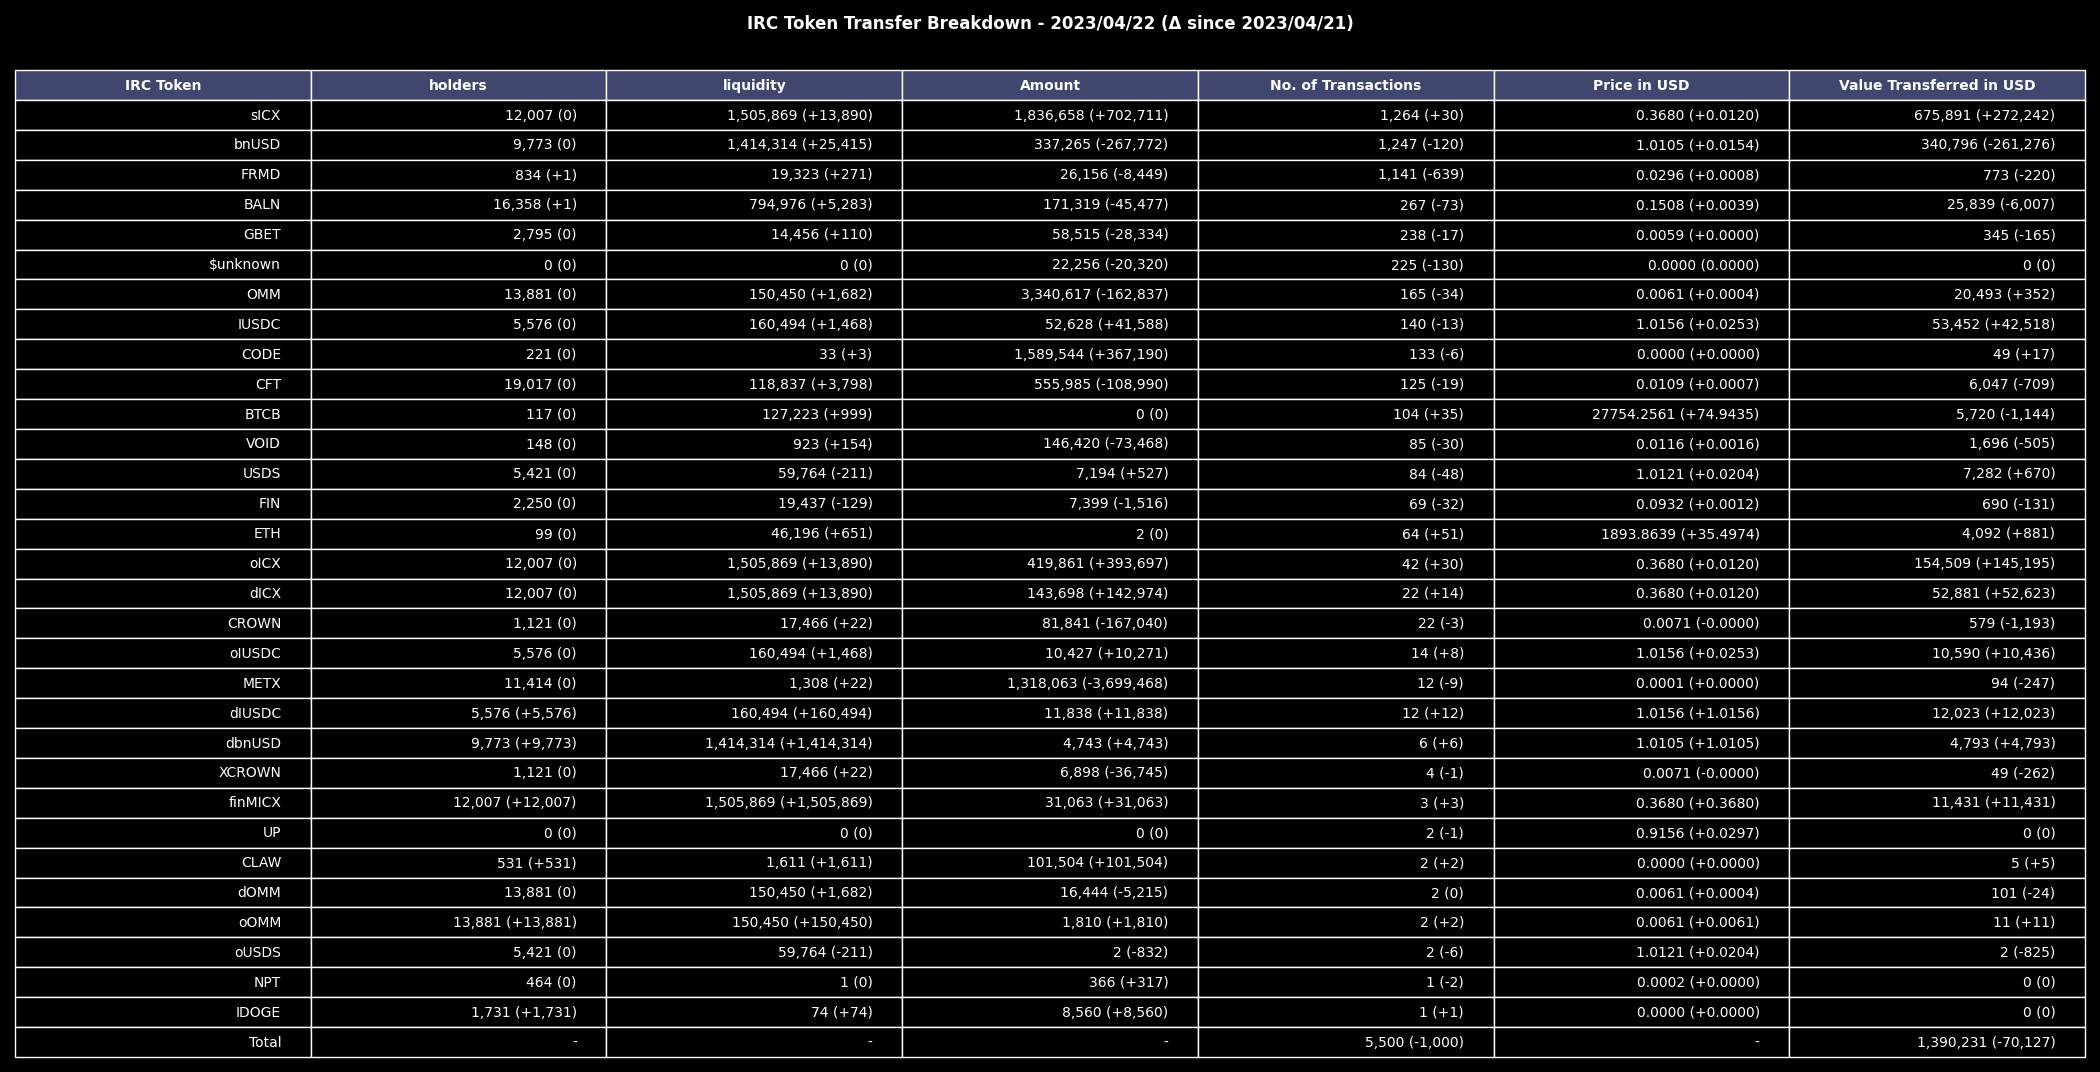 IRC Token Transfer Breakdown - 2023/04/22 (Δ since 2023/04/21)
IRC Token holders liquidity Amount No. of Transactions Price in USD Value Transferred in USD
sICX 12,007 (0) 1,505,869 (+13,890) 1,836,658 (+702,711) 1,264 (+30) 0.3680 (+0.0120) 675,891 (+272,242)
bnUSD 9,773 (0) 1,414,314 (+25,415) 337,265 (-267,772) 1,247 (-120) 1.0105 (+0.0154) 340,796 (-261,276)
FRMD 834 (+1) 19,323 (+271) 26,156 (-8,449) 1,141 (-639) 0.0296 (+0.0008) 773 (-220)
BALN 16,358 (+1) 794,976 (+5,283) 171,319 (-45,477) 267 (-73) 0.1508 (+0.0039) 25,839 (-6,007)
GBET 2,795 (0) 14,456 (+110) 58,515 (-28,334) 238 (-17) 0.0059 (+0.0000) 345 (-165)
$unknown 0 (0) 0 (0) 22,256 (-20,320) 225 (-130) 0.0000 (0.0000) 0 (0)
OMM 13,881 (0) 150,450 (+1,682) 3,340,617 (-162,837) 165 (-34) 0.0061 (+0.0004) 20,493 (+352)
IUSDC 5,576 (0) 160,494 (+1,468) 52,628 (+41,588) 140 (-13) 1.0156 (+0.0253) 53,452 (+42,518)
CODE 221 (0) 33 (+3) 1,589,544 (+367,190) 133 (-6) 0.0000 (+0.0000) 49 (+17)
CFT 19,017 (0) 118,837 (+3,798) 555,985 (-108,990) 125 (-19) 0.0109 (+0.0007) 6,047 (-709)
BTCB 117 (0) 127,223 (+999) 0 (0) 104 (+35) 27754.2561 (+74.9435) 5,720 (-1,144)
VOID 148 (0) 923 (+154) 146,420 (-73,468) 85 (-30) 0.0116 (+0.0016) 1,696 (-505)
USDS 5,421 (0) 59,764 (-211) 7,194 (+527) 84 (-48) 1.0121 (+0.0204) 7,282 (+670)
FIN 2,250 (0) 19,437 (-129) 7,399 (-1,516) 69 (-32) 0.0932 (+0.0012) 690 (-131)
ETH 99 (0) 46,196 (+651) 2 (0) 64 (+51) 1893.8639 (+35.4974) 4,092 (+881)
oICX 12,007 (0) 1,505,869 (+13,890) 419,861 (+393,697) 42 (+30) 0.3680 (+0.0120) 154,509 (+145,195)
dICX 12,007 (0) 1,505,869 (+13,890) 143,698 (+142,974) 22 (+14) 0.3680 (+0.0120) 52,881 (+52,623)
CROWN 1,121 (0) 17,466 (+22) 81,841 (-167,040) 22 (-3) 0.0071 (-0.0000) 579 (-1,193)
oIUSDC 5,576 (0) 160,494 (+1,468) 10,427 (+10,271) 14 (+8) 1.0156 (+0.0253) 10,590 (+10,436)
METX 11,414 (0) 1,308 (+22) 1,318,063 (-3,699,468) 12 (-9) 0.0001 (+0.0000) 94 (-247)
dIUSDC 5,576 (+5,576) 160,494 (+160,494) 11,838 (+11,838) 12 (+12) 1.0156 (+1.0156) 12,023 (+12,023)
dbnUSD 9,773 (+9,773) 1,414,314 (+1,414,314) 4,743 (+4,743) 6 (+6) 1.0105 (+1.0105) 4,793 (+4,793)
XCROWN 1,121 (0) 17,466 (+22) 6,898 (-36,745) 4 (-1) 0.0071 (-0.0000) 49 (-262)
finMICX 12,007 (+12,007) 1,505,869 (+1,505,869) 31,063 (+31,063) 3 (+3) 0.3680 (+0.3680) 11,431 (+11,431)
UP 0 (0) 0 (0) 0 (0) 2 (-1) 0.9156 (+0.0297) 0 (0)
CLAW 531 (+531) 1,611 (+1,611) 101,504 (+101,504) 2 (+2) 0.0000 (+0.0000) 5 (+5)
dOMM 13,881 (0) 150,450 (+1,682) 16,444 (-5,215) 2 (0) 0.0061 (+0.0004) 101 (-24)
oOMM 13,881 (+13,881) 150,450 (+150,450) 1,810 (+1,810) 2 (+2) 0.0061 (+0.0061) 11 (+11)
oUSDS 5,421 (0) 59,764 (-211) 2 (-832) 2 (-6) 1.0121 (+0.0204) 2 (-825)
NPT 464 (0) 1 (0) 366 (+317) 1 (-2) 0.0002 (+0.0000) 0 (0)
IDOGE 1,731 (+1,731) 74 (+74) 8,560 (+8,560) 1 (+1) 0.0000 (+0.0000) 0 (0)
Total - - - 5,500 (-1,000) - 1,390,231 (-70,127)